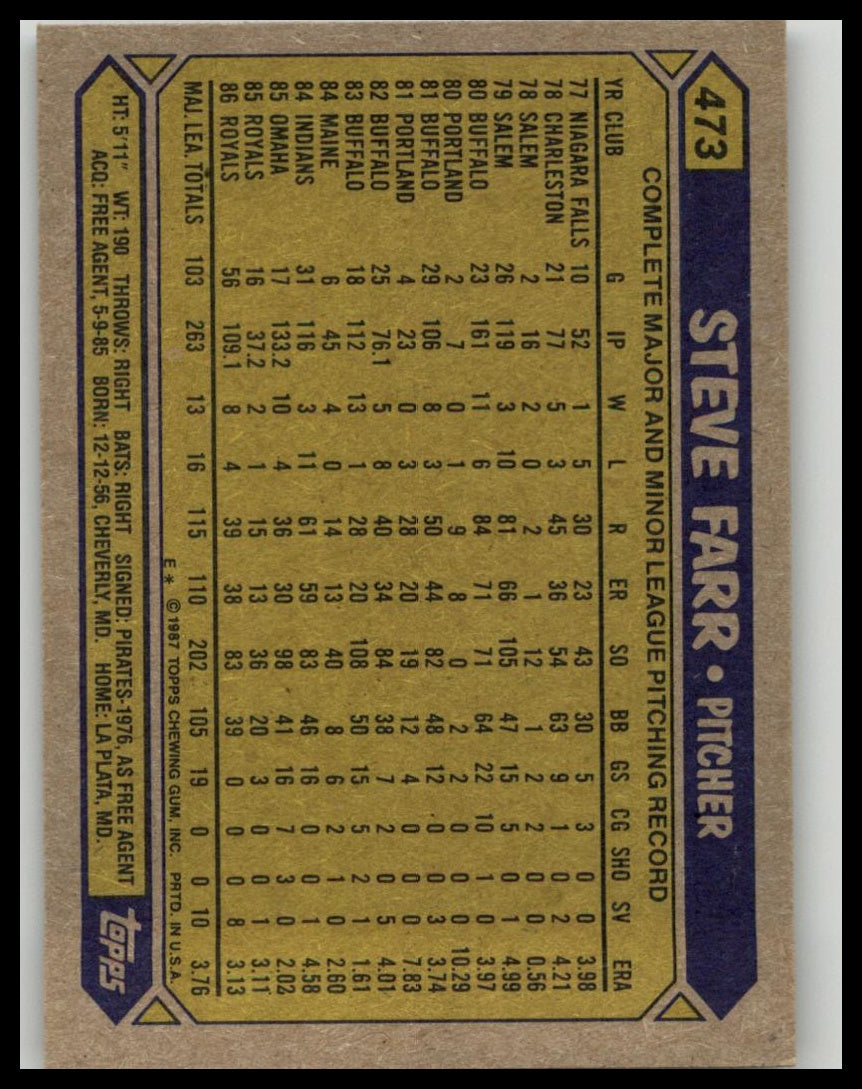 473 STEVE FARR • PITCHER
COMPLETE MAJOR AND MINOR LEAGUE PITCHING RECORD
YR CLUB G IP W L R ER SO BB GS CG SHO SV ERA
77 NIAGARA FALLS 10 52 1 5 30 23 43 30 5 3 0 0 3.98
78 CHARLESTON 21 77 5 3 45 36 54 63 9 1 0 2 4.21
78 SALEM 2 16 2 0 2 1 12 1 2 2 0 0 0.56
79 SALEM 26 119 3 10 81 66 105 47 15 5 0 1 4.99
80 BUFFALO 23 161 11 6 84 71 71 64 22 10 1 0 3.97
80 PORTLAND 2 7 0 1 9 8 0 2 2 0 0 0 10.29
81 BUFFALO 29 106 8 3 50 44 82 48 12 0 0 3 3.74
81 PORTLAND 4 23 0 3 28 20 19 12 4 0 0 0 7.83
82 BUFFALO 25 76.1 5 8 40 34 84 38 7 2 0 5 4.01
83 BUFFALO 18 112 13 1 28 20 108 50 15 5 2 1 1.61
84 MAINE 6 45 4 0 14 13 40 8 6 2 1 0 2.60
84 INDIANS 31 116 3 11 61 59 83 46 16 0 0 1 4.58
85 OMAHA 17 133.2 10 4 36 30 98 41 16 7 3 0 2.02
85 ROYALS 16 37.2 2 1 15 13 36 20 3 0 0 1 3.11
86 ROYALS 56 109.1 8 4 39 38 83 39 0 0 0 8 3.13
MAJ. LEA. TOTALS 103 263 13 16 115 110 202 105 19 0 0 10 3.76
E * ©1987 TOPPS CHEWING GUM, INC. PRTD. IN U.S.A.
HT: 5'11" WT: 190 THROWS: RIGHT BATS: RIGHT SIGNED: PIRATES-1976, AS FREE AGENT
ACQ: FREE AGENT, 5-9-85 BORN: 12-12-56, CHEVERLY, MD. HOME: LA PLATA, MD.
topps